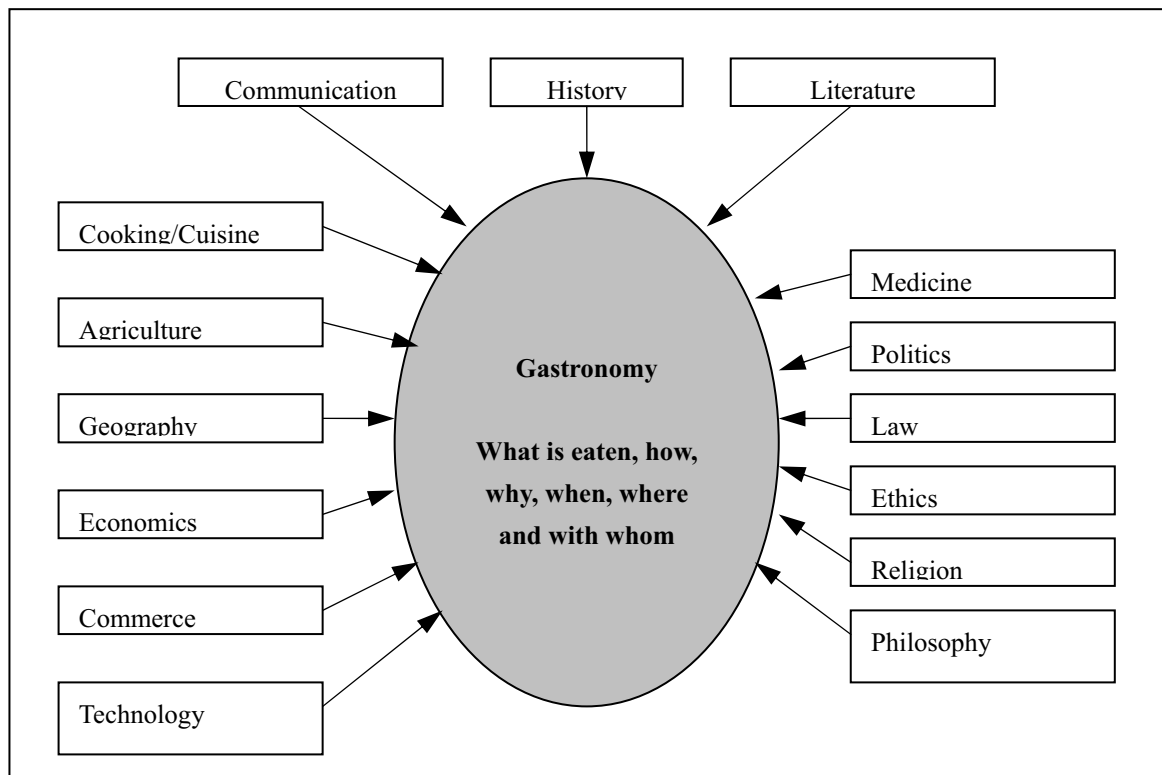 Communication
History
Literature
Cooking/Cuisine
Agriculture
Geography
Economics
Commerce
Technology
Gastronomy
What is eaten, how,
why, when, where
and with whom
Medicine
Politics
Law
Ethics
Religion
Philosophy